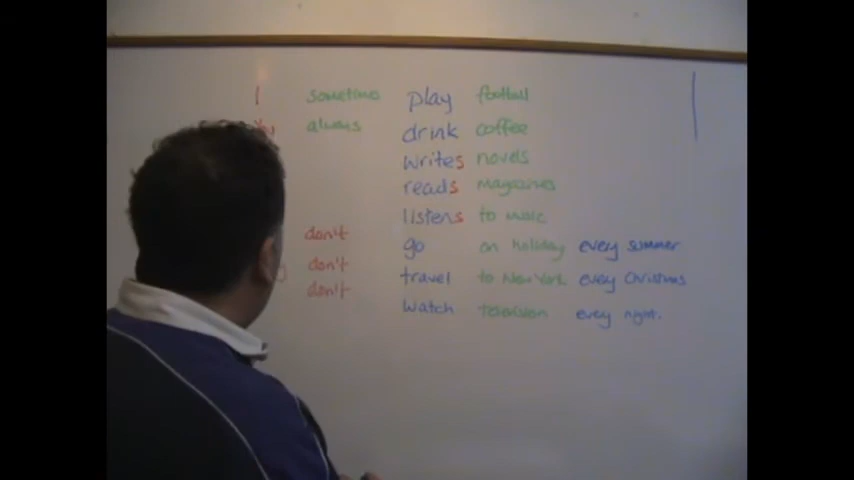 I sometimes play football
always drink coffee
writes novels
reads magazines
listens to music
don't go on holiday every summer
don't travel to New York every Christmas
don't watch television every night.